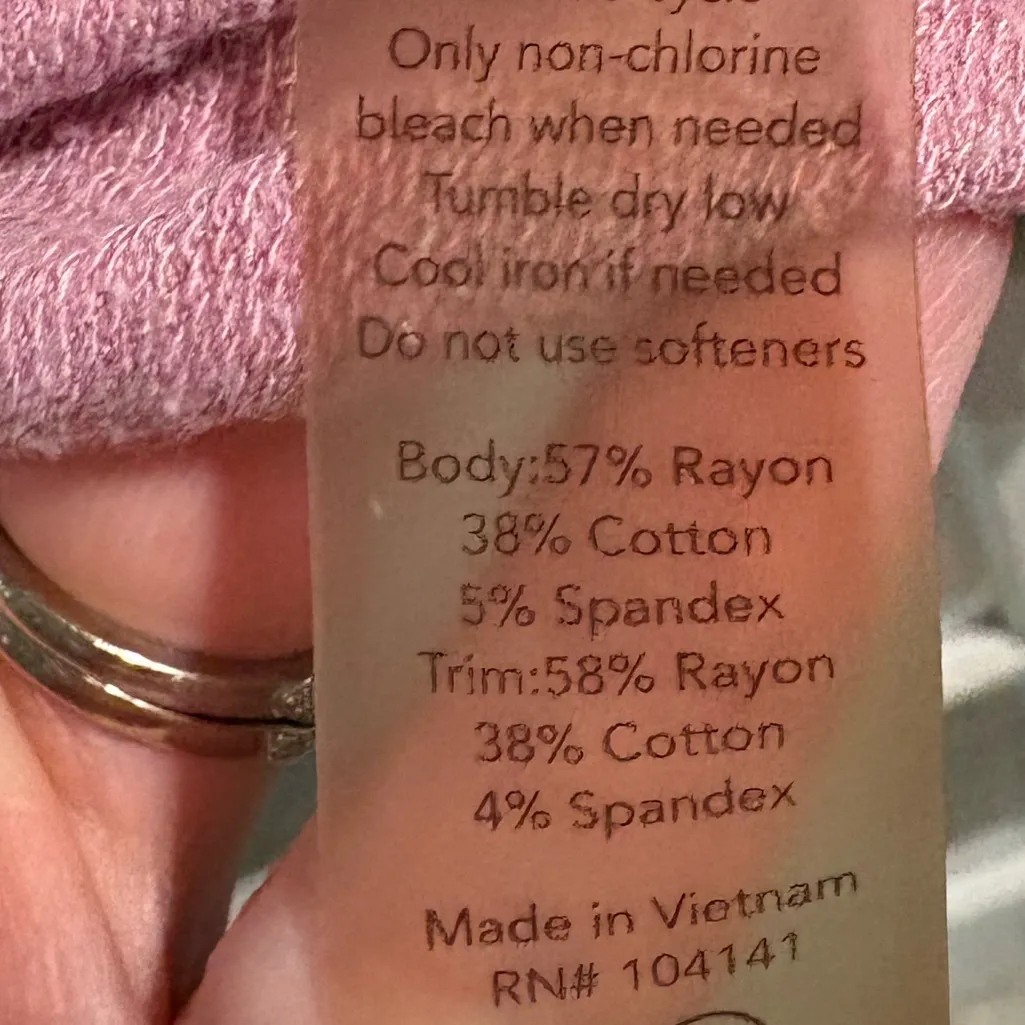 Only non-chlorine
bleach when needed
Tumble dry low
Cool iron if needed
Do not use softeners
Body:57% Rayon
38% Cotton
5% Spandex
Trim:58% Rayon
38% Cotton
4% Spandex
Made in Vietnam
RN# 104141